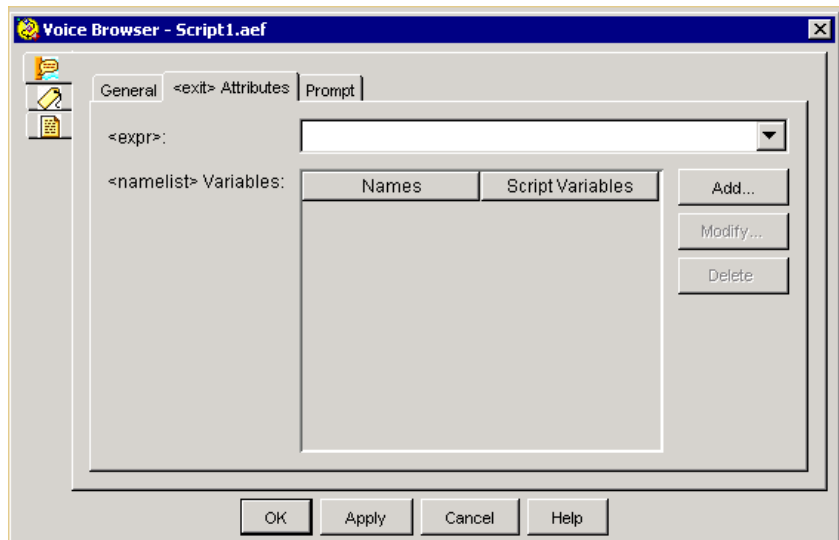 Voice Browser - Script1.aef
General <exit> Attributes Prompt
<expr>:
<namelist> Variables: Names Script Variables Add...
Modify...
Delete
OK Apply Cancel Help